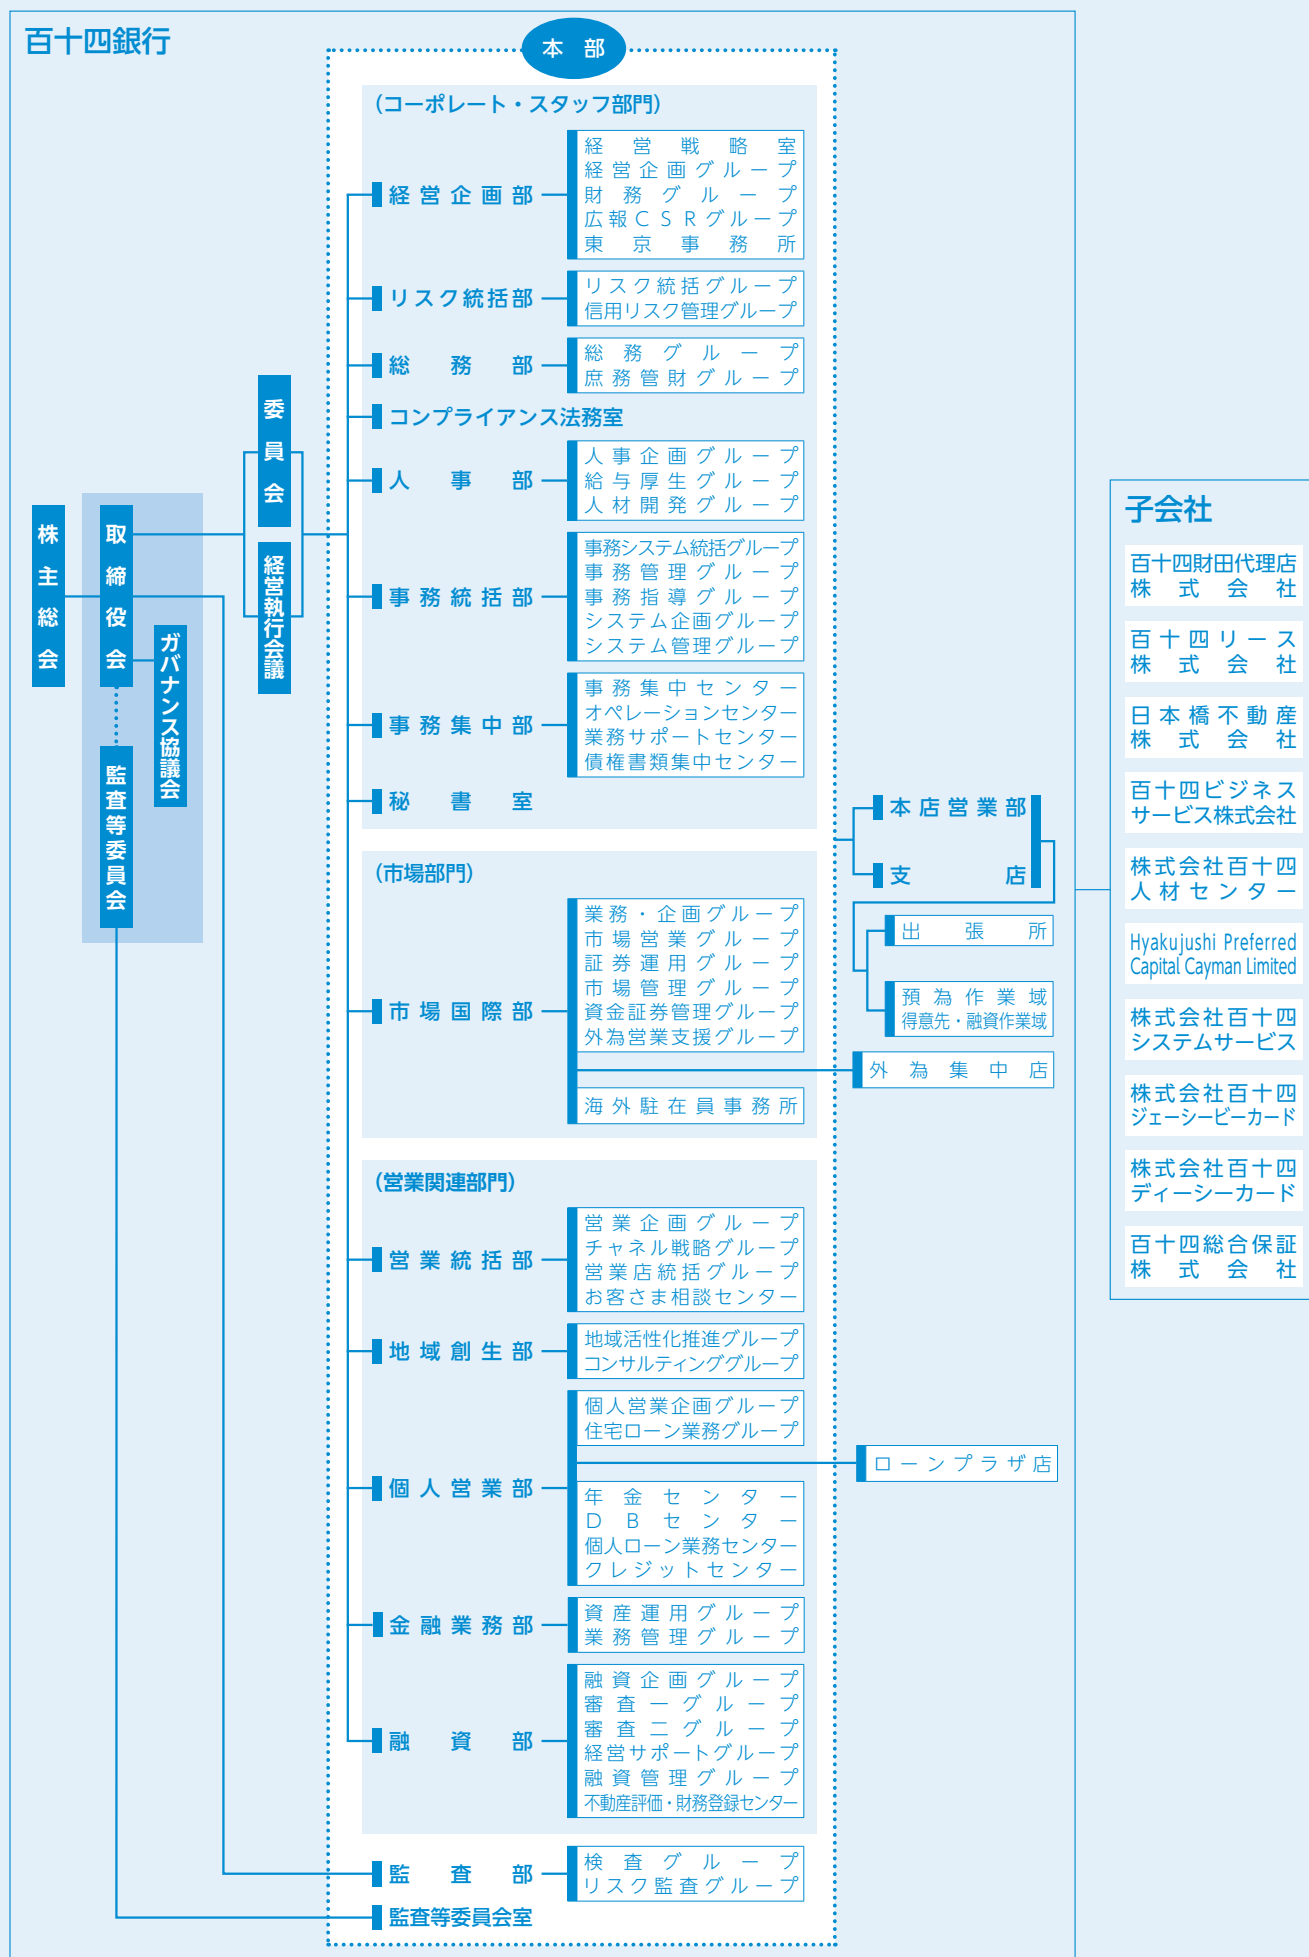 百十四銀行
本部
株主総会
取締役会
ガバナンス協議会
監査等委員会
委員会
経営執行会議
（コーポレート・スタッフ部門）
経営企画部
経営戦略室
経営企画グループ
財務グループ
広報ＣＳＲグループ
東京事務所
リスク統括部
リスク統括グループ
信用リスク管理グループ
総務部
総務グループ
庶務管財グループ
コンプライアンス法務室
人事部
人事企画グループ
給与厚生グループ
人材開発グループ
事務統括部
事務システム統括グループ
事務管理グループ
事務指導グループ
システム企画グループ
システム管理グループ
事務集中部
事務集中センター
オペレーションセンター
業務サポートセンター
債権書類集中センター
秘書室
（市場部門）
市場国際部
業務・企画グループ
市場営業グループ
証券運用グループ
市場管理グループ
資金証券管理グループ
外為営業支援グループ
海外駐在員事務所
（営業関連部門）
営業統括部
営業企画グループ
チャネル戦略グループ
営業店統括グループ
お客さま相談センター
地域創生部
地域活性化推進グループ
コンサルティンググループ
個人営業部
個人営業企画グループ
住宅ローン業務グループ
年金センター
ＤＢセンター
個人ローン業務センター
クレジットセンター
金融業務部
資産運用グループ
業務管理グループ
融資部
融資企画グループ
審査一グループ
審査二グループ
経営サポートグループ
融資管理グループ
不動産評価・財務登録センター
監査部
検査グループ
リスク監査グループ
監査等委員会室
本店営業部
支店
出張所
預為作業域
得意先・融資作業域
外為集中店
ローンプラザ店
子会社
百十四財田代理店
株式会社
百十四リース
株式会社
日本橋不動産
株式会社
百十四ビジネス
サービス株式会社
株式会社百十四
人材センター
Hyakujushi Preferred
Capital Cayman Limited
株式会社百十四
システムサービス
株式会社百十四
ジェーシービーカード
株式会社百十四
ディーシーカード
百十四総合保証
株式会社